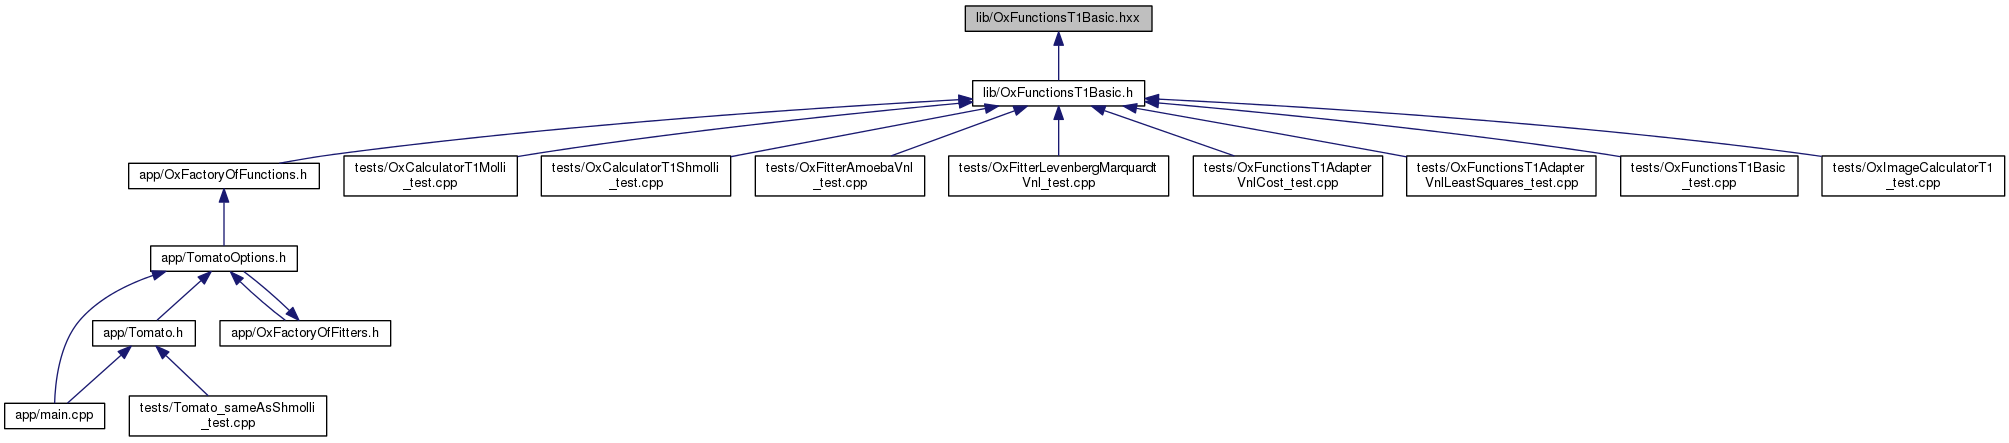 lib/OxFunctionsT1Basic.hxx
lib/OxFunctionsT1Basic.h
app/OxFactoryOfFunctions.h
tests/OxCalculatorT1Molli
_test.cpp
tests/OxCalculatorT1Shmolli
_test.cpp
tests/OxFitterAmoebaVnl
_test.cpp
tests/OxFitterLevenbergMarquardt
Vnl_test.cpp
tests/OxFunctionsT1Adapter
VnlCost_test.cpp
tests/OxFunctionsT1Adapter
VnlLeastSquares_test.cpp
tests/OxFunctionsT1Basic
_test.cpp
tests/OxImageCalculatorT1
_test.cpp
app/TomatoOptions.h
app/Tomato.h
app/OxFactoryOfFitters.h
app/main.cpp
tests/Tomato_sameAsShmolli
_test.cpp